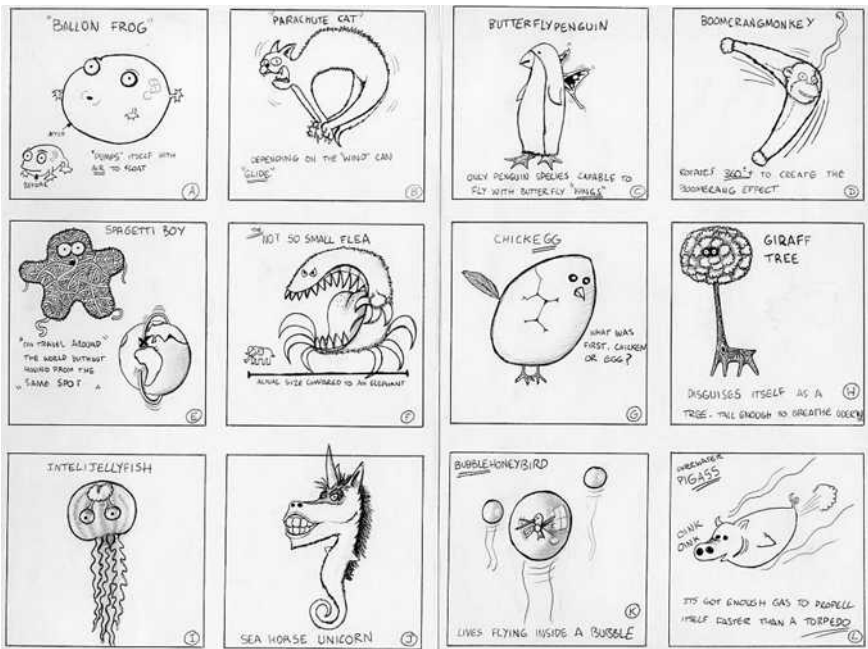 "BALLON FROG"
AFTER
BEFORE
"PUMPS" ITSELF WITH
AIR TO FLOAT
A
"PARACHUTE CAT"
DEPENDING ON THE "WIND" CAN
"GLIDE"
B
BUTTERFLYPENGUIN
ONLY PENGUIN SPECIES CAPABLE TO
FLY WITH BUTTERFLY "WINGS"
C
BOOMCRANGMONKEY
ROTATES 360° TO CREATE THE
BOOMERANG EFFECT
D
SPAGETTI BOY
TRAVEL AROUND"
THE WORLD WITHOUT
MOVING FROM THE
"SAME SPOT"
E
NOT SO SMALL FLEA
ACTUAL SIZE COMPARED TO AN ELEPHANT
F
CHICKEGG
WHAT WAS
FIRST, CHICKEN
OR EGG?
G
GIRAFF
TREE
DISGUISES ITSELF AS A
TREE. TALL ENOUGH TO BREATHE
H
INTELIJELLYFISH
I
SEA HORSE UNICORN
J
BUBBLEHONEYBIRD
LIVES FLYING INSIDE A BUBBLE
K
UNDERWATER
PIGASS
OINK
OINK
ITS GOT ENOUGH GAS TO PROPELL
ITSELF FASTER THAN A TORPEDO
L